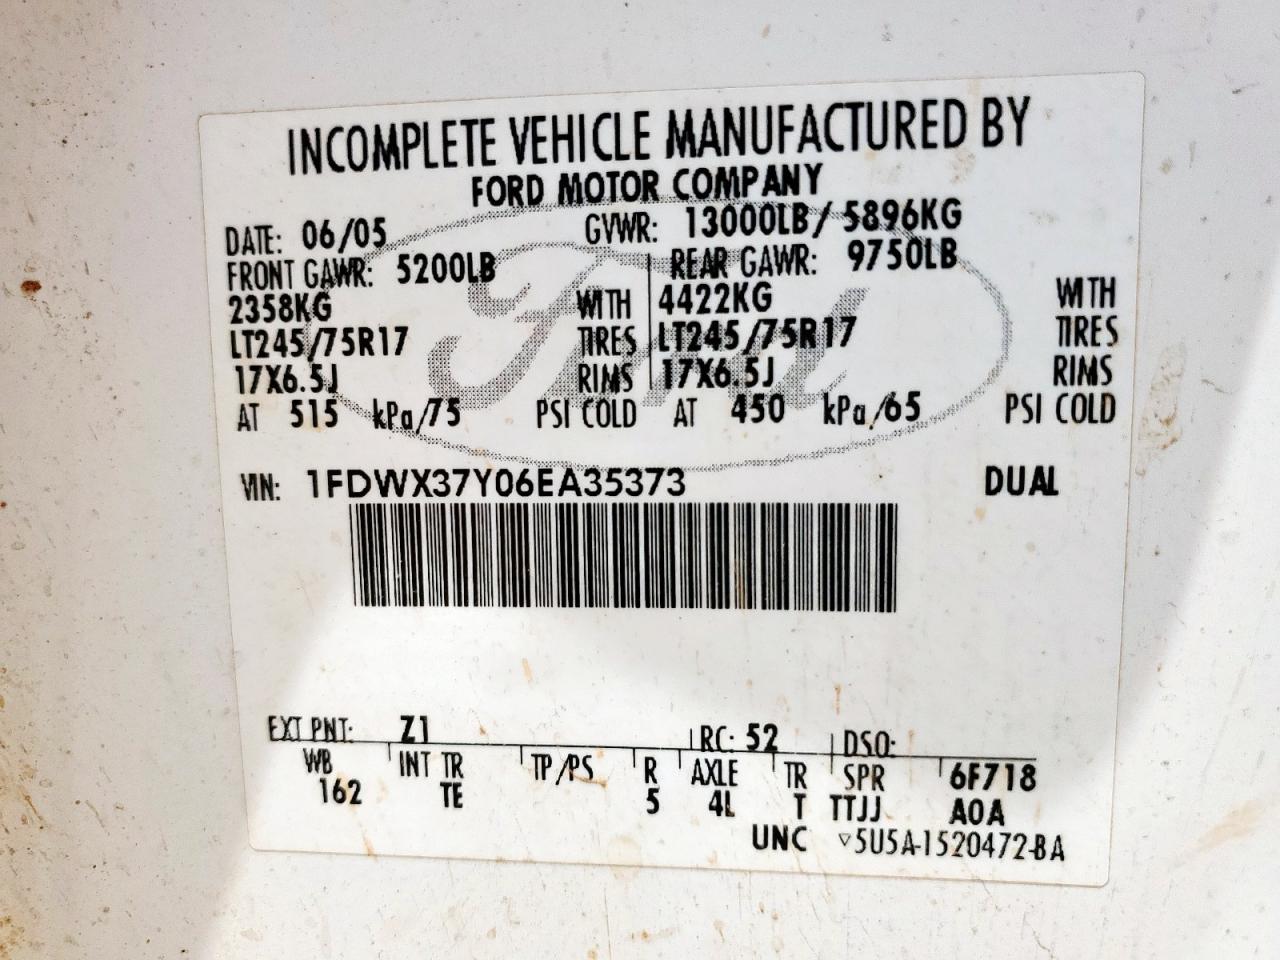 INCOMPLETE VEHICLE MANUFACTURED BY
FORD MOTOR COMPANY
DATE: 06/05 GVWR: 13000LB/5896KG
FRONT GAWR: 5200LB REAR GAWR: 9750LB
2358KG WITH 4422KG WITH
LT245/75R17 TIRES LT245/75R17 TIRES
17X6.5J RIMS 17X6.5J RIMS
AT 515 kPa/75 PSI COLD AT 450 kPa/65 PSI COLD
Ford
VIN: 1FDWX37Y06EA35373 DUAL
EXT PNT: Z1 RC: 52 DSO:
WB INT TR TP/PS R AXLE TR SPR 6F718
162 TE 5 4L T TTJJ A0A
UNC ▽5U5A-1520472-BA